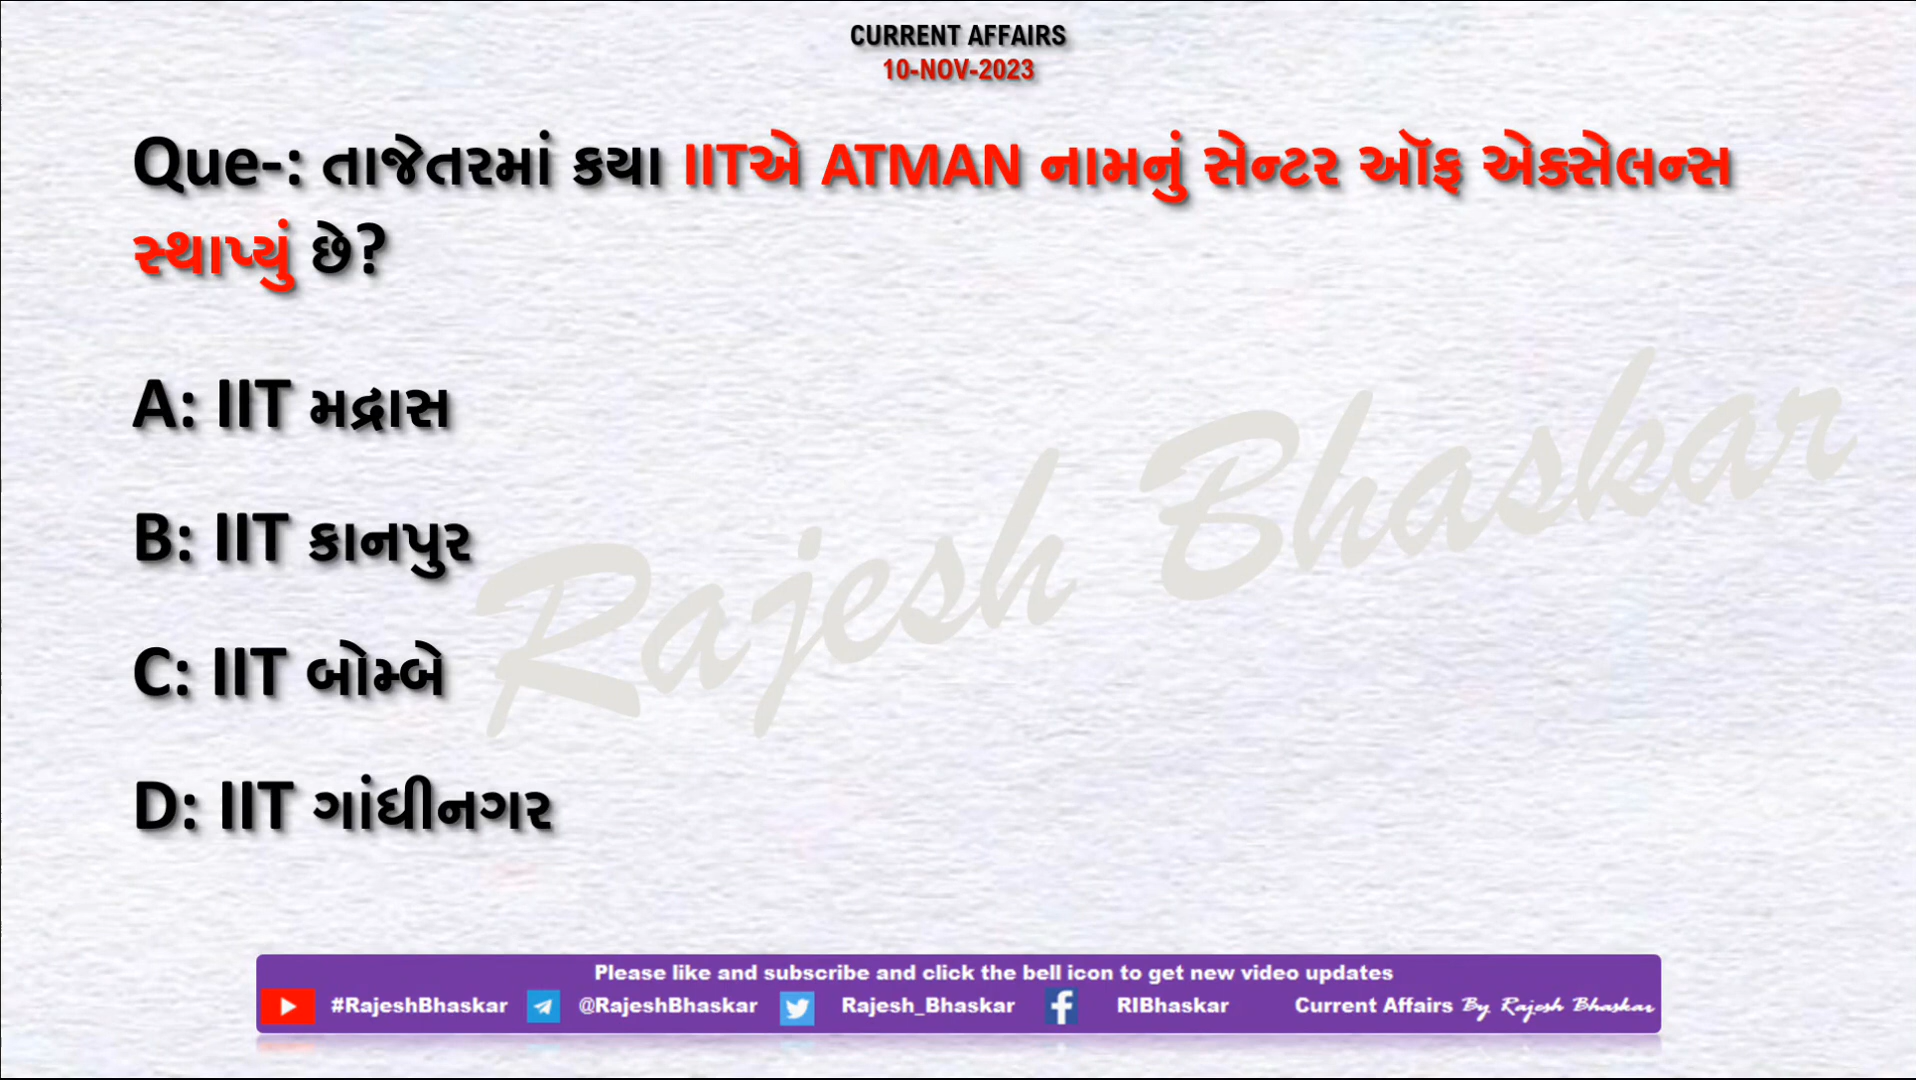 CURRENT AFFAIRS
10-NOV-2023
Que-: તાજેતરમાં કયા IITએ ATMAN નામનું સેન્ટર ઑફ એક્સેલન્સ
સ્થાપ્યું છે?
A: IIT મદ્રાસ
B: IIT કાનપુર
C: IIT બોમ્બે
D: IIT ગાંધીનગર
Rajesh Bhaskar
Please like and subscribe and click the bell icon to get new video updates
#RajeshBhaskar @RajeshBhaskar Rajesh_Bhaskar RIBhaskar Current Affairs By Rajesh Bhaskar